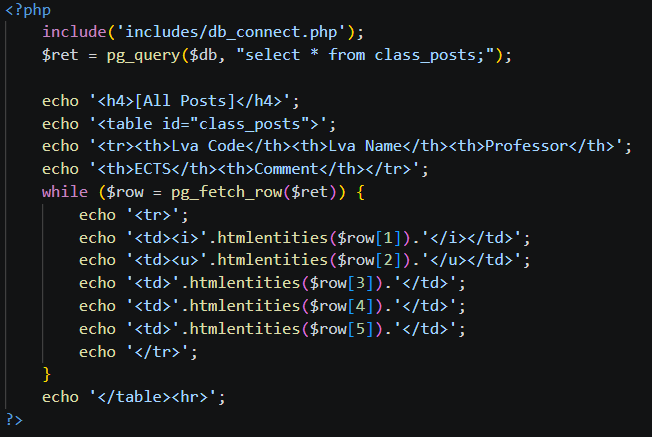 <?php
    include('includes/db_connect.php');
    $ret = pg_query($db, "select * from class_posts;");

    echo '<h4>[All Posts]</h4>';
    echo '<table id="class_posts">';
    echo '<tr><th>Lva Code</th><th>Lva Name</th><th>Professor</th>';
    echo '<th>ECTS</th><th>Comment</th></tr>';
    while ($row = pg_fetch_row($ret)) {
        echo '<tr>';
        echo '<td><i>'.htmlentities($row[1]).'</i></td>';
        echo '<td><u>'.htmlentities($row[2]).'</u></td>';
        echo '<td>'.htmlentities($row[3]).'</td>';
        echo '<td>'.htmlentities($row[4]).'</td>';
        echo '<td>'.htmlentities($row[5]).'</td>';
        echo '</tr>';
    }
    echo '</table><hr>';
?>